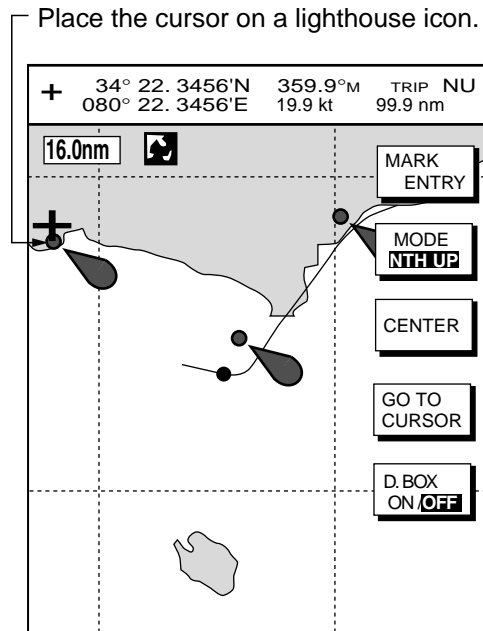 Place the cursor on a lighthouse icon.
+ 34° 22. 3456'N 359.9°M TRIP NU
080° 22. 3456'E 19.9 kt 99.9 nm
16.0nm
MARK
ENTRY
MODE
NTH UP
CENTER
GO TO
CURSOR
D. BOX
ON /OFF